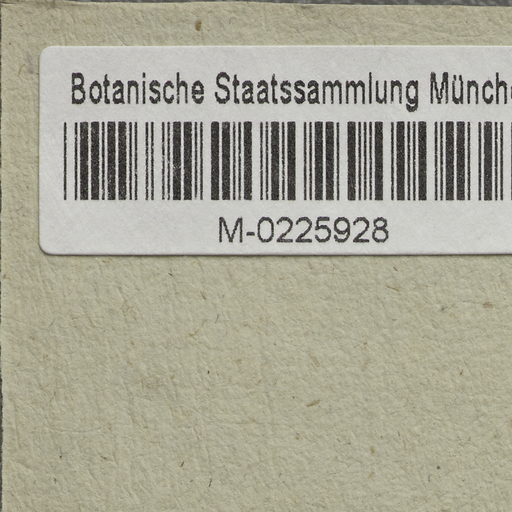 Botanische Staatssammlung Münch
M-0225928